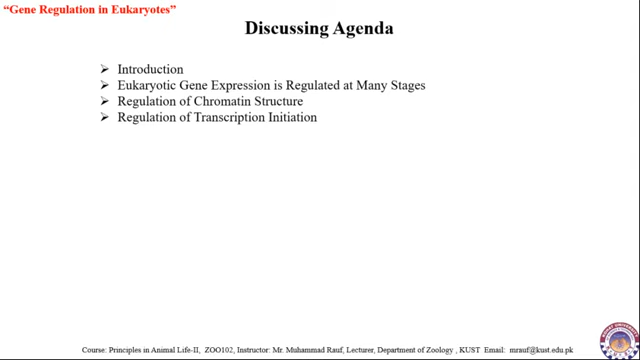 “Gene Regulation in Eukaryotes”
Discussing Agenda
➢ Introduction
➢ Eukaryotic Gene Expression is Regulated at Many Stages
➢ Regulation of Chromatin Structure
➢ Regulation of Transcription Initiation
Course: Principles in Animal Life-II, ZOO102, Instructor: Mr. Muhammad Rauf, Lecturer, Department of Zoology , KUST Email: mrauf@kust.edu.pk